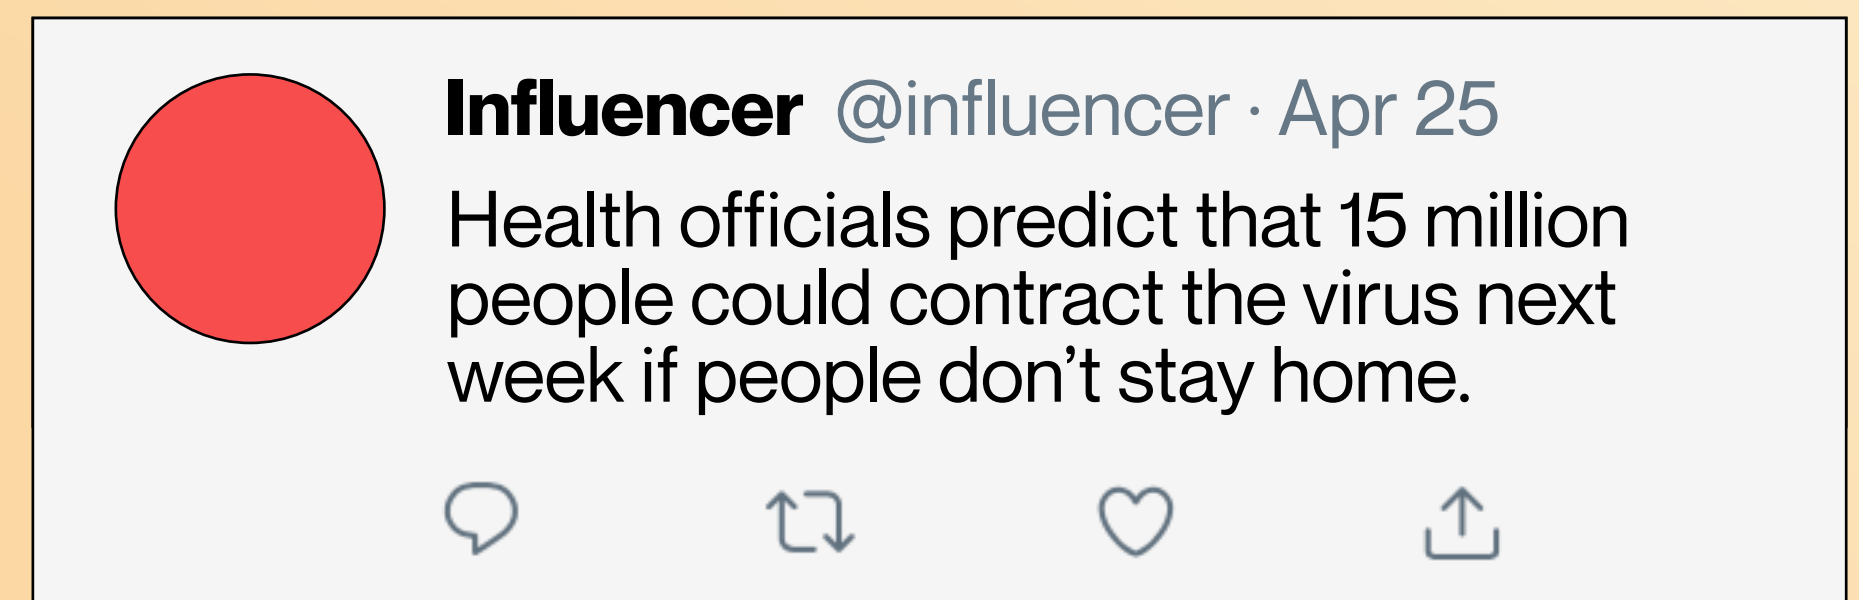 Influencer @influencer · Apr 25
Health officials predict that 15 million
people could contract the virus next
week if people don’t stay home.